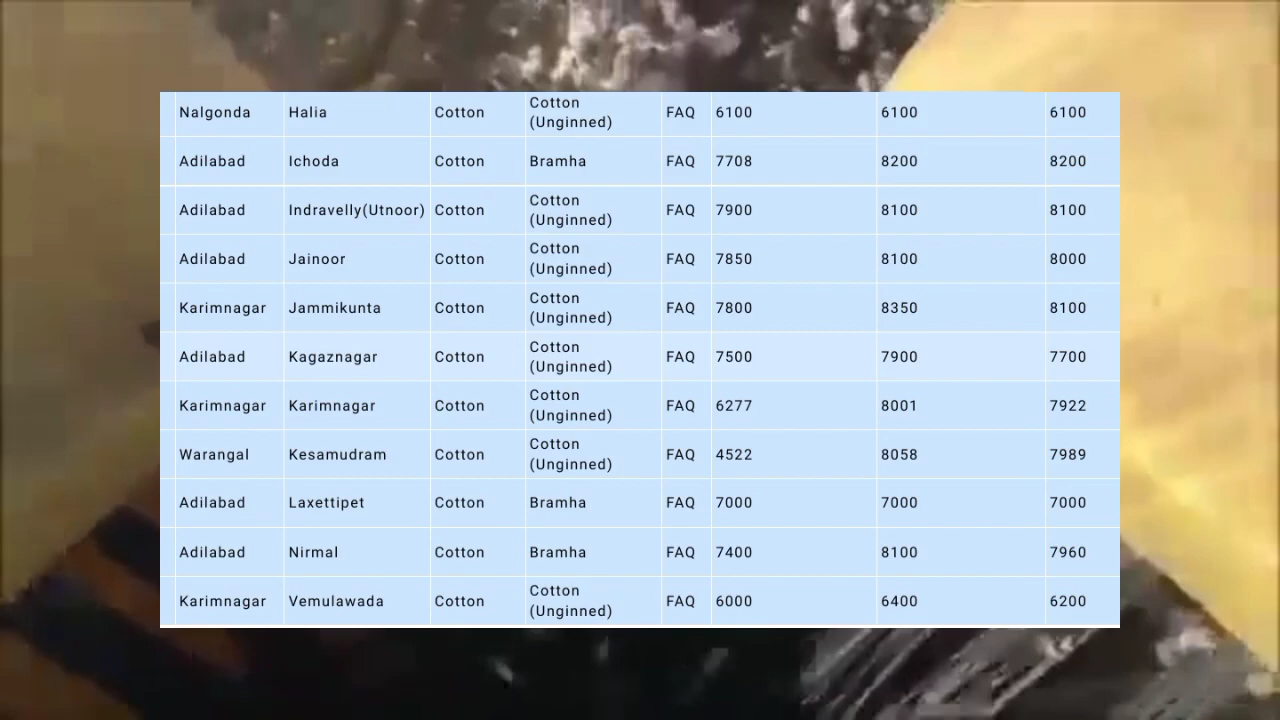 Nalgonda Halia Cotton Cotton (Unginned) FAQ 6100 6100 6100
Adilabad Ichoda Cotton Bramha FAQ 7708 8200 8200
Adilabad Indravelly(Utnoor) Cotton Cotton (Unginned) FAQ 7900 8100 8100
Adilabad Jainoor Cotton Cotton (Unginned) FAQ 7850 8100 8000
Karimnagar Jammikunta Cotton Cotton (Unginned) FAQ 7800 8350 8100
Adilabad Kagaznagar Cotton Cotton (Unginned) FAQ 7500 7900 7700
Karimnagar Karimnagar Cotton Cotton (Unginned) FAQ 6277 8001 7922
Warangal Kesamudram Cotton Cotton (Unginned) FAQ 4522 8058 7989
Adilabad Laxettipet Cotton Bramha FAQ 7000 7000 7000
Adilabad Nirmal Cotton Bramha FAQ 7400 8100 7960
Karimnagar Vemulawada Cotton Cotton (Unginned) FAQ 6000 6400 6200